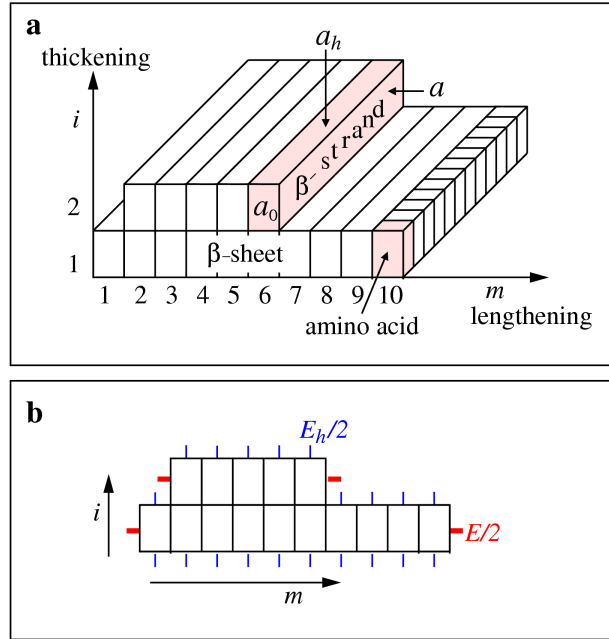 a
thickening
a_h
a
i
β- strand
2
a_0
β-sheet
1
1 2 3 4 5 6 7 8 9 10
m
amino acid
lengthening
b
E_h/2
i
E/2
m